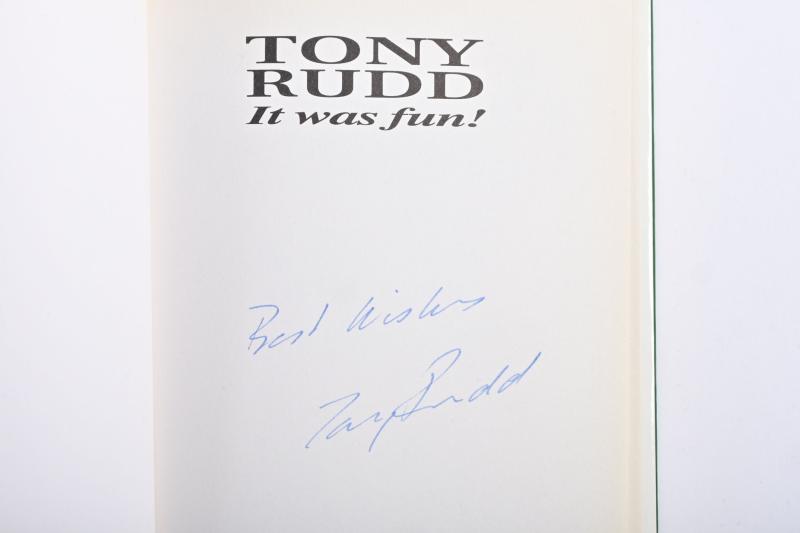 TONY
RUDD
It was fun!
Best Wishes
Tony Rudd